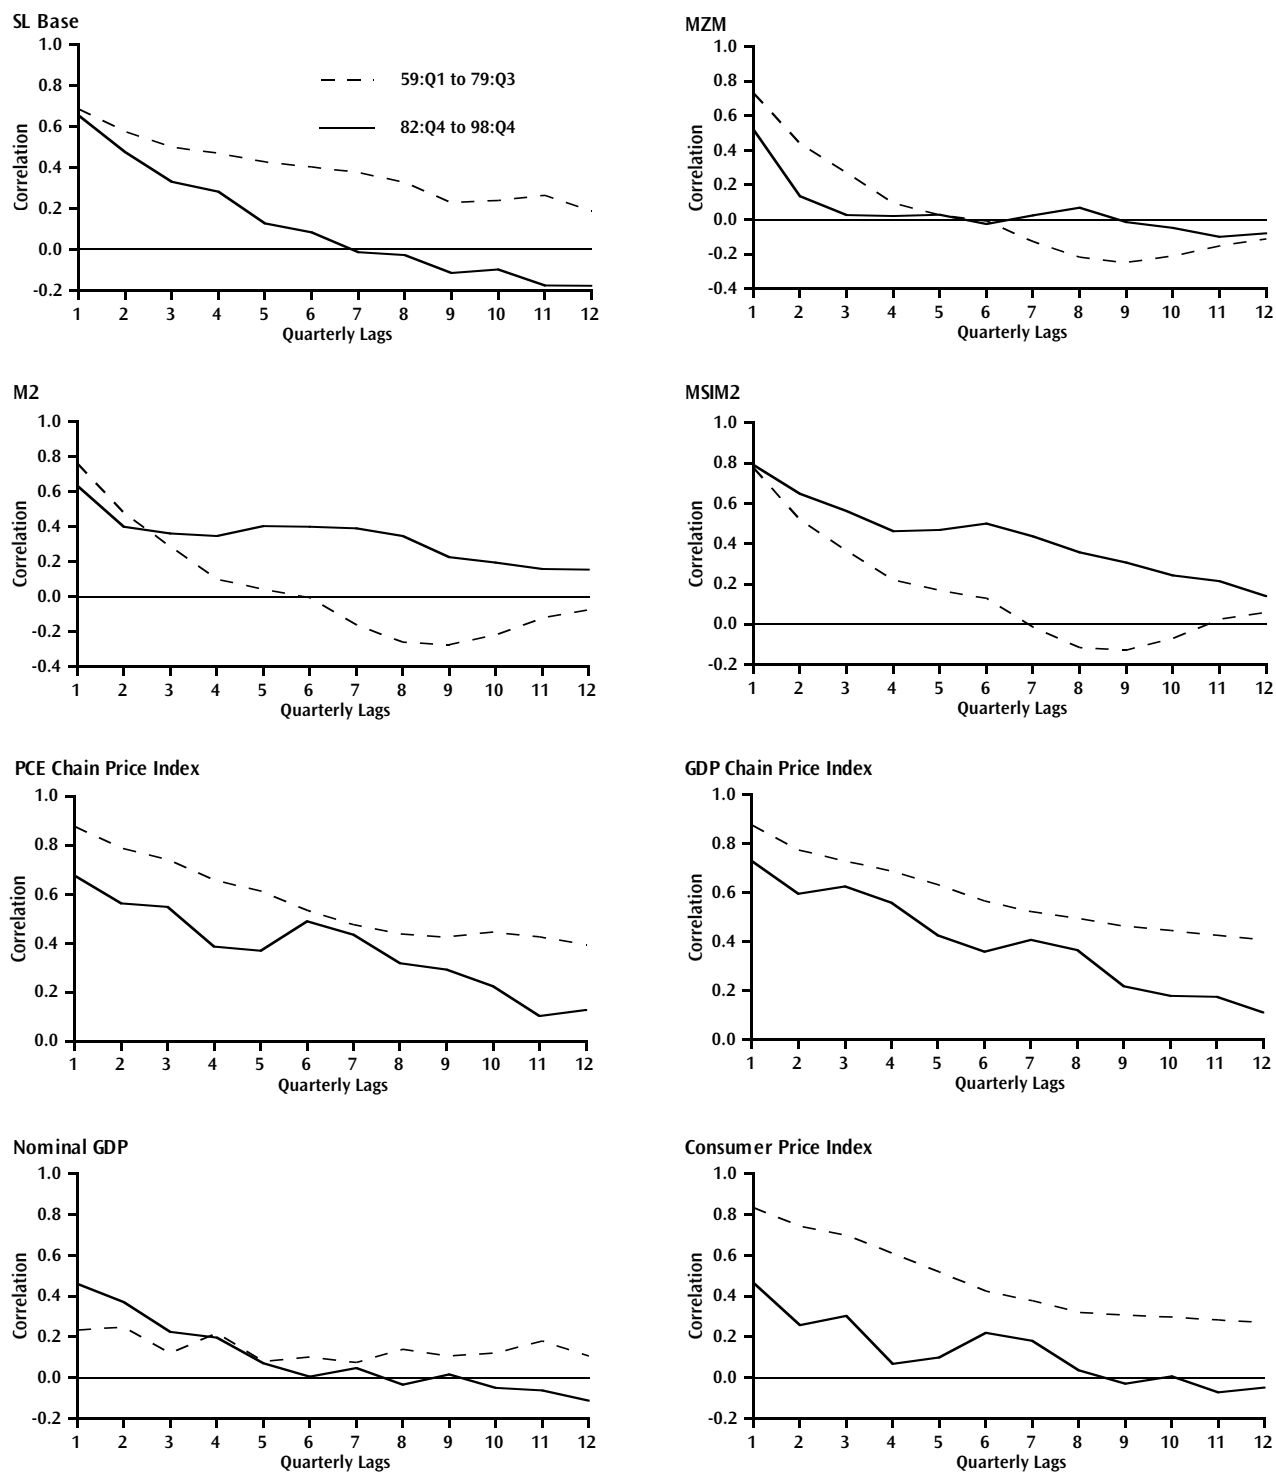 SL Base
1.0
0.8
0.6
0.4
0.2
0.0
-0.2
Correlation
59:Q1 to 79:Q3
82:Q4 to 98:Q4
1 2 3 4 5 6 7 8 9 10 11 12
Quarterly Lags
MZM
1.0
0.8
0.6
0.4
0.2
0.0
-0.2
-0.4
Correlation
1 2 3 4 5 6 7 8 9 10 11 12
Quarterly Lags
M2
1.0
0.8
0.6
0.4
0.2
0.0
-0.2
-0.4
Correlation
1 2 3 4 5 6 7 8 9 10 11 12
Quarterly Lags
MSIM2
1.0
0.8
0.6
0.4
0.2
0.0
-0.2
Correlation
1 2 3 4 5 6 7 8 9 10 11 12
Quarterly Lags
PCE Chain Price Index
1.0
0.8
0.6
0.4
0.2
0.0
Correlation
1 2 3 4 5 6 7 8 9 10 11 12
Quarterly Lags
GDP Chain Price Index
1.0
0.8
0.6
0.4
0.2
0.0
Correlation
1 2 3 4 5 6 7 8 9 10 11 12
Quarterly Lags
Nominal GDP
1.0
0.8
0.6
0.4
0.2
0.0
-0.2
Correlation
1 2 3 4 5 6 7 8 9 10 11 12
Quarterly Lags
Consumer Price Index
1.0
0.8
0.6
0.4
0.2
0.0
-0.2
Correlation
1 2 3 4 5 6 7 8 9 10 11 12
Quarterly Lags